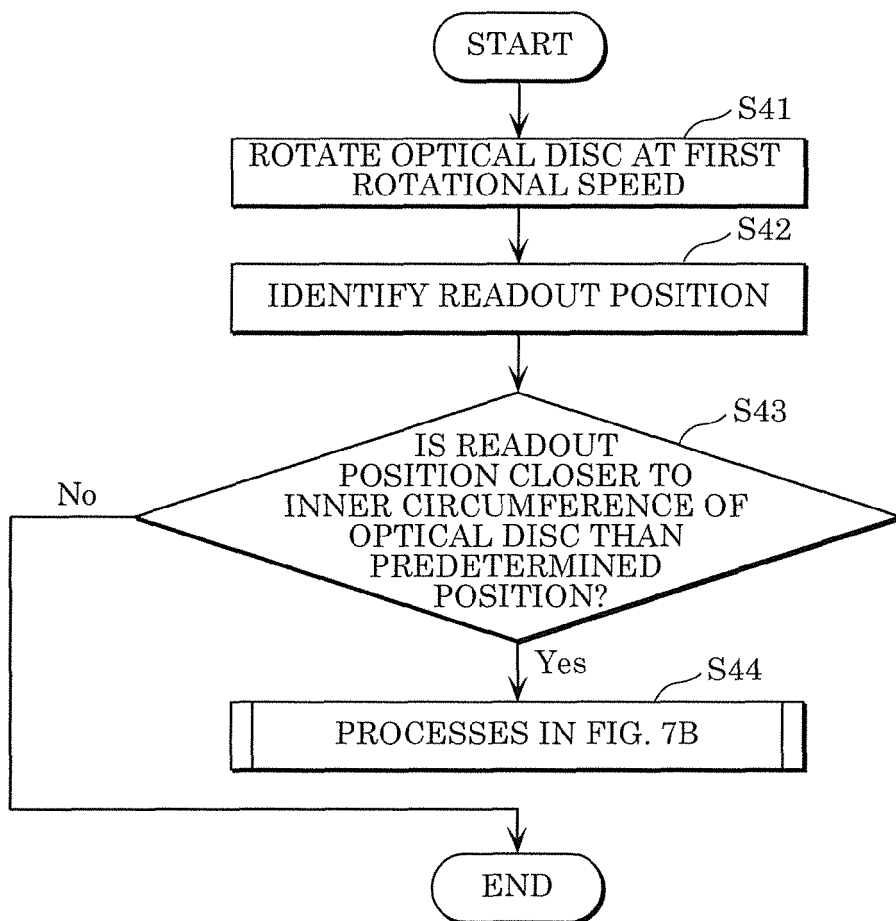 START
S41
ROTATE OPTICAL DISC AT FIRST
ROTATIONAL SPEED
S42
IDENTIFY READOUT POSITION
S43
IS READOUT
POSITION CLOSER TO
INNER CIRCUMFERENCE OF
OPTICAL DISC THAN
PREDETERMINED
POSITION?
No
Yes
S44
PROCESSES IN FIG. 7B
END